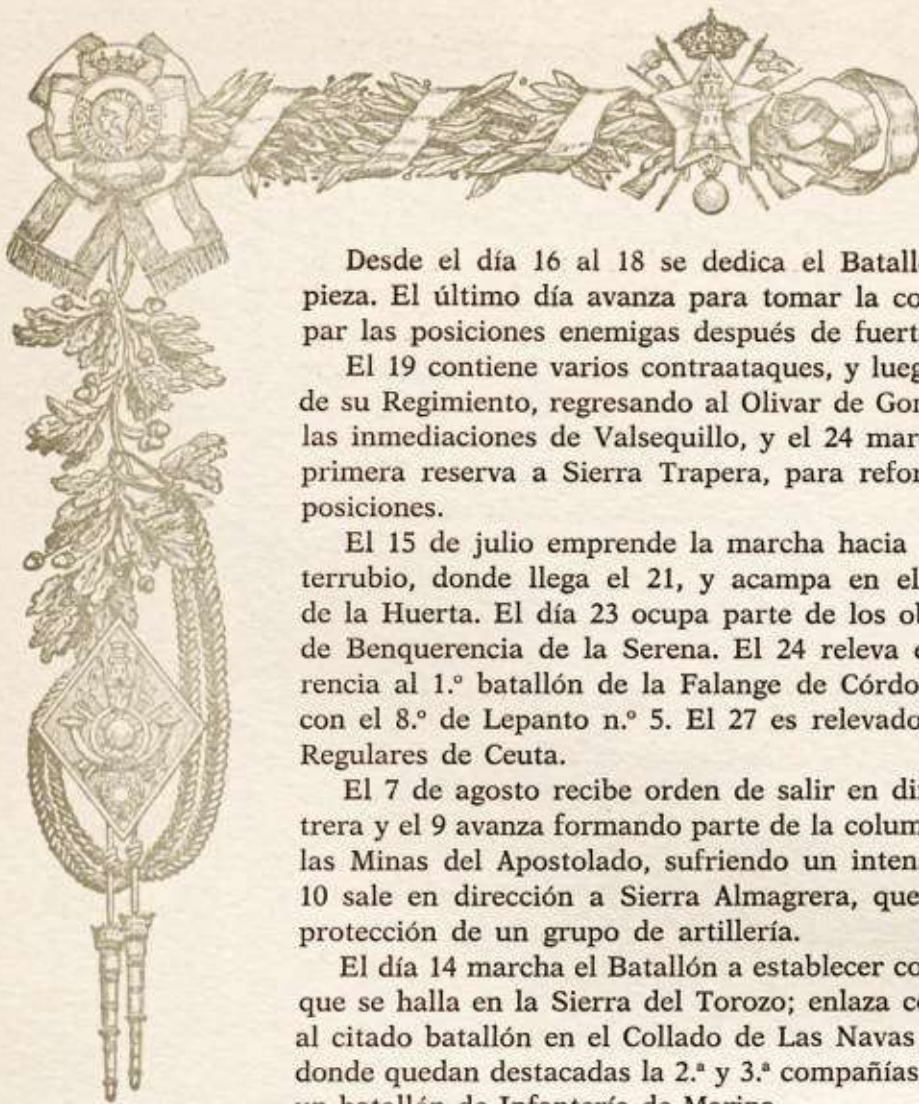 Desde el día 16 al 18 se dedica el Batall
pieza. El último día avanza para tomar la co
par las posiciones enemigas después de fuert
El 19 contiene varios contraataques, y lueg
de su Regimiento, regresando al Olivar de Go
las inmediaciones de Valsequillo, y el 24 mar
primera reserva a Sierra Trapera, para refor
posiciones.
El 15 de julio emprende la marcha hacia
terrubio, donde llega el 21, y acampa en el
de la Huerta. El día 23 ocupa parte de los ob
de Benquerencia de la Serena. El 24 releva e
rencia al 1.º batallón de la Falange de Córdo
con el 8.º de Lepanto n.º 5. El 27 es relevado
Regulares de Ceuta.
El 7 de agosto recibe orden de salir en di
trera y el 9 avanza formando parte de la colum
las Minas del Apostolado, sufriendo un inten
10 sale en dirección a Sierra Almagrera, que
protección de un grupo de artillería.
El día 14 marcha el Batallón a establecer co
que se halla en la Sierra del Torozo; enlaza c
al citado batallón en el Collado de Las Navas
donde quedan destacadas la 2.ª y 3.ª compañías
un batallón de Infantería de Marina